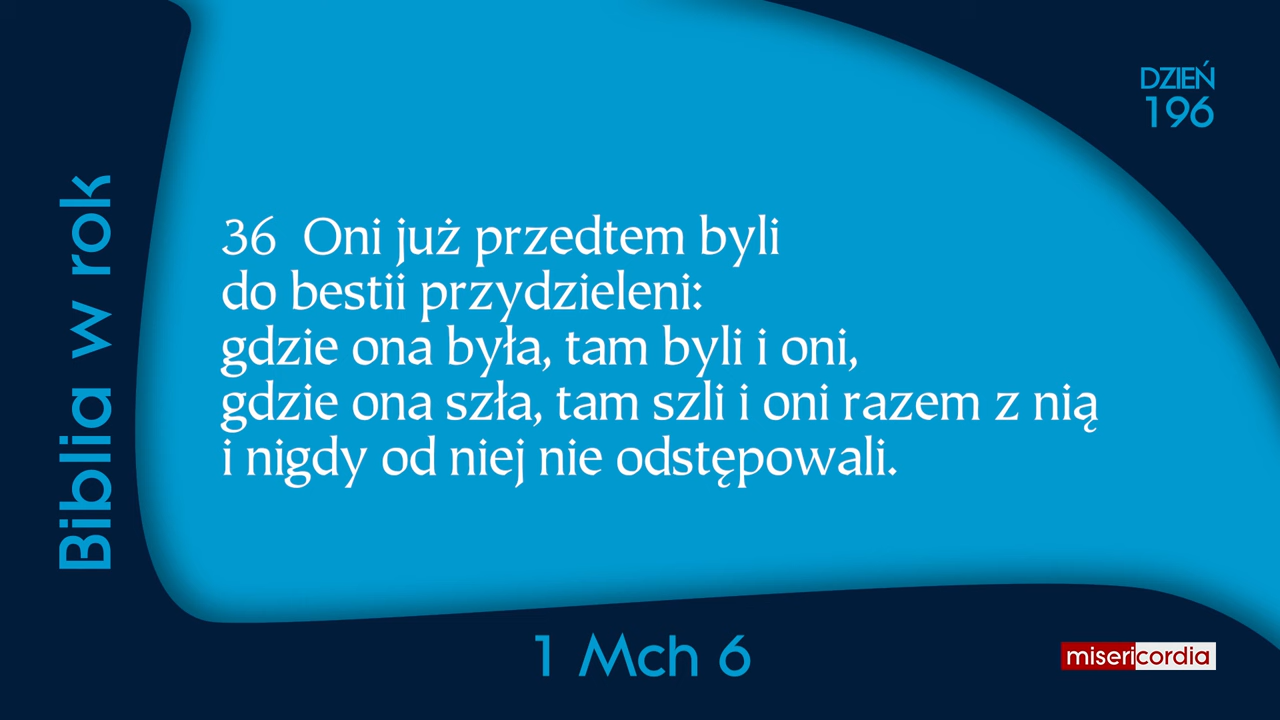 DZIEŃ
196
Biblia w rok
36 Oni już przedtem byli
do bestii przydzieleni:
gdzie ona była, tam byli i oni,
gdzie ona szła, tam szli i oni razem z nią
i nigdy od niej nie odstępowali.
1 Mch 6
misericordia